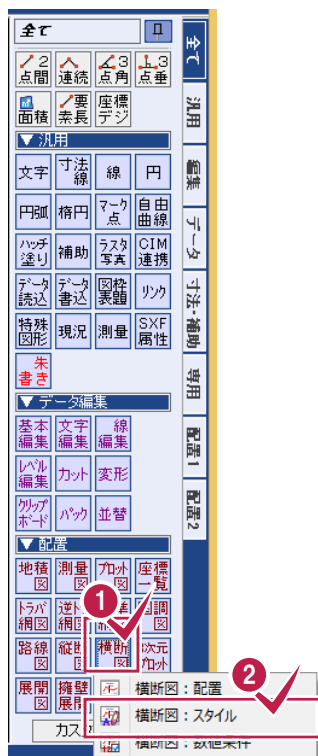 全て
2点間 連続 3点角 3点垂
面積 要素長 座標デジ
▼ 汎用
文字 寸法線 線 円
円弧 楕円 マーク点 自由曲線
ハッチ塗り 補助 ラスタ写真 CIM連携
データ読込 データ書込 図枠表題 リンク
特殊図形 現況 測量 SXF属性
朱書き
▼ データ編集
基本編集 文字編集 線編集
レベル編集 カット 変形
クリップボード パック 並替
▼ 配置
地積図 測量図 プロット図 座標一覧
トラバ網図
路線図 縦断図 横断図 3次元プロット
展開図 擁壁展開
1
2
横断図：配置
横断図：スタイル
横断図：数値条件
全て
汎用
編集
データ
寸法・補助
専用
配置1
配置2